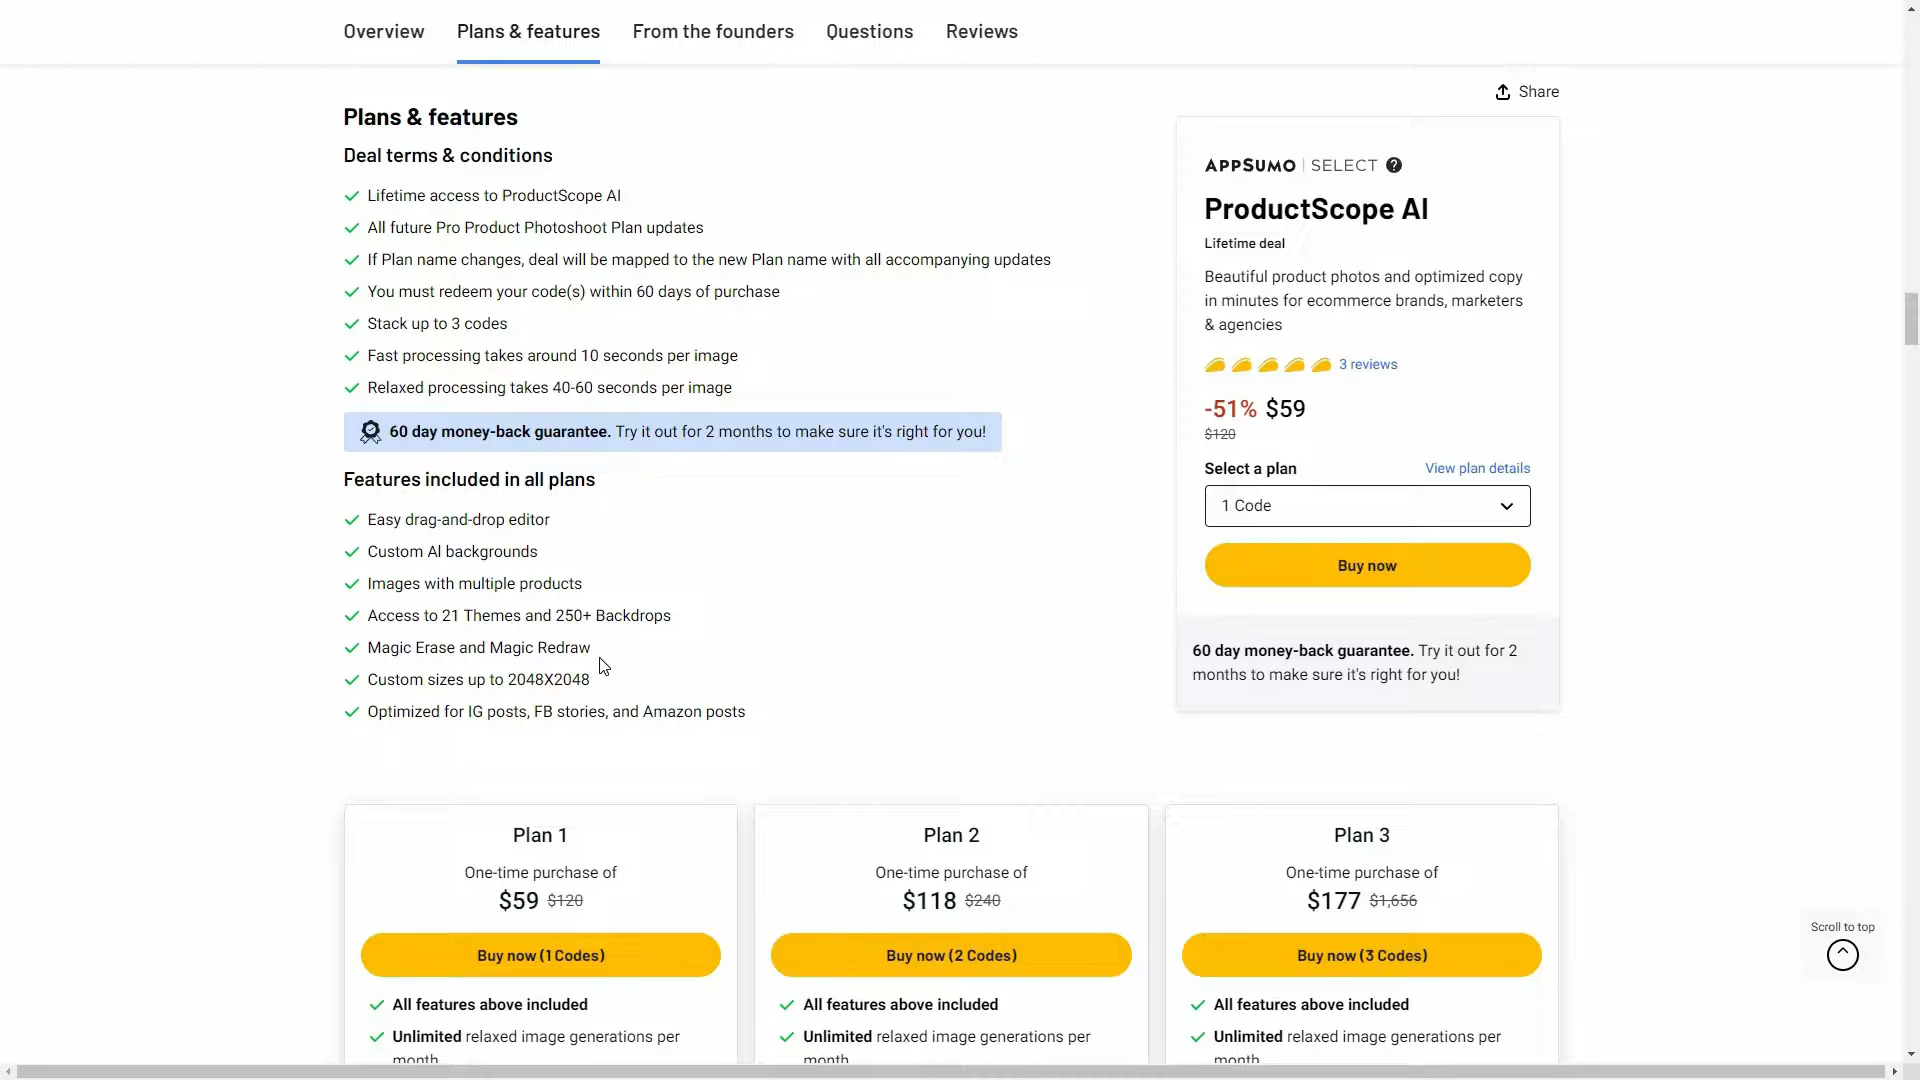 Overview Plans & features From the founders Questions Reviews
Share
Plans & features
Deal terms & conditions
Lifetime access to ProductScope AI
All future Pro Product Photoshoot Plan updates
If Plan name changes, deal will be mapped to the new Plan name with all accompanying updates
You must redeem your code(s) within 60 days of purchase
Stack up to 3 codes
Fast processing takes around 10 seconds per image
Relaxed processing takes 40-60 seconds per image
60 day money-back guarantee. Try it out for 2 months to make sure it's right for you!
Features included in all plans
Easy drag-and-drop editor
Custom AI backgrounds
Images with multiple products
Access to 21 Themes and 250+ Backdrops
Magic Erase and Magic Redraw
Custom sizes up to 2048X2048
Optimized for IG posts, FB stories, and Amazon posts
APPSUMO | SELECT ?
ProductScope AI
Lifetime deal
Beautiful product photos and optimized copy
in minutes for ecommerce brands, marketers
& agencies
3 reviews
-51% $59
$120
Select a plan View plan details
1 Code
Buy now
60 day money-back guarantee. Try it out for 2
months to make sure it's right for you!
Plan 1
One-time purchase of
$59 $120
Buy now (1 Codes)
All features above included
Unlimited relaxed image generations per
month
Plan 2
One-time purchase of
$118 $240
Buy now (2 Codes)
All features above included
Unlimited relaxed image generations per
month
Plan 3
One-time purchase of
$177 $1,656
Buy now (3 Codes)
All features above included
Unlimited relaxed image generations per
month
Scroll to top